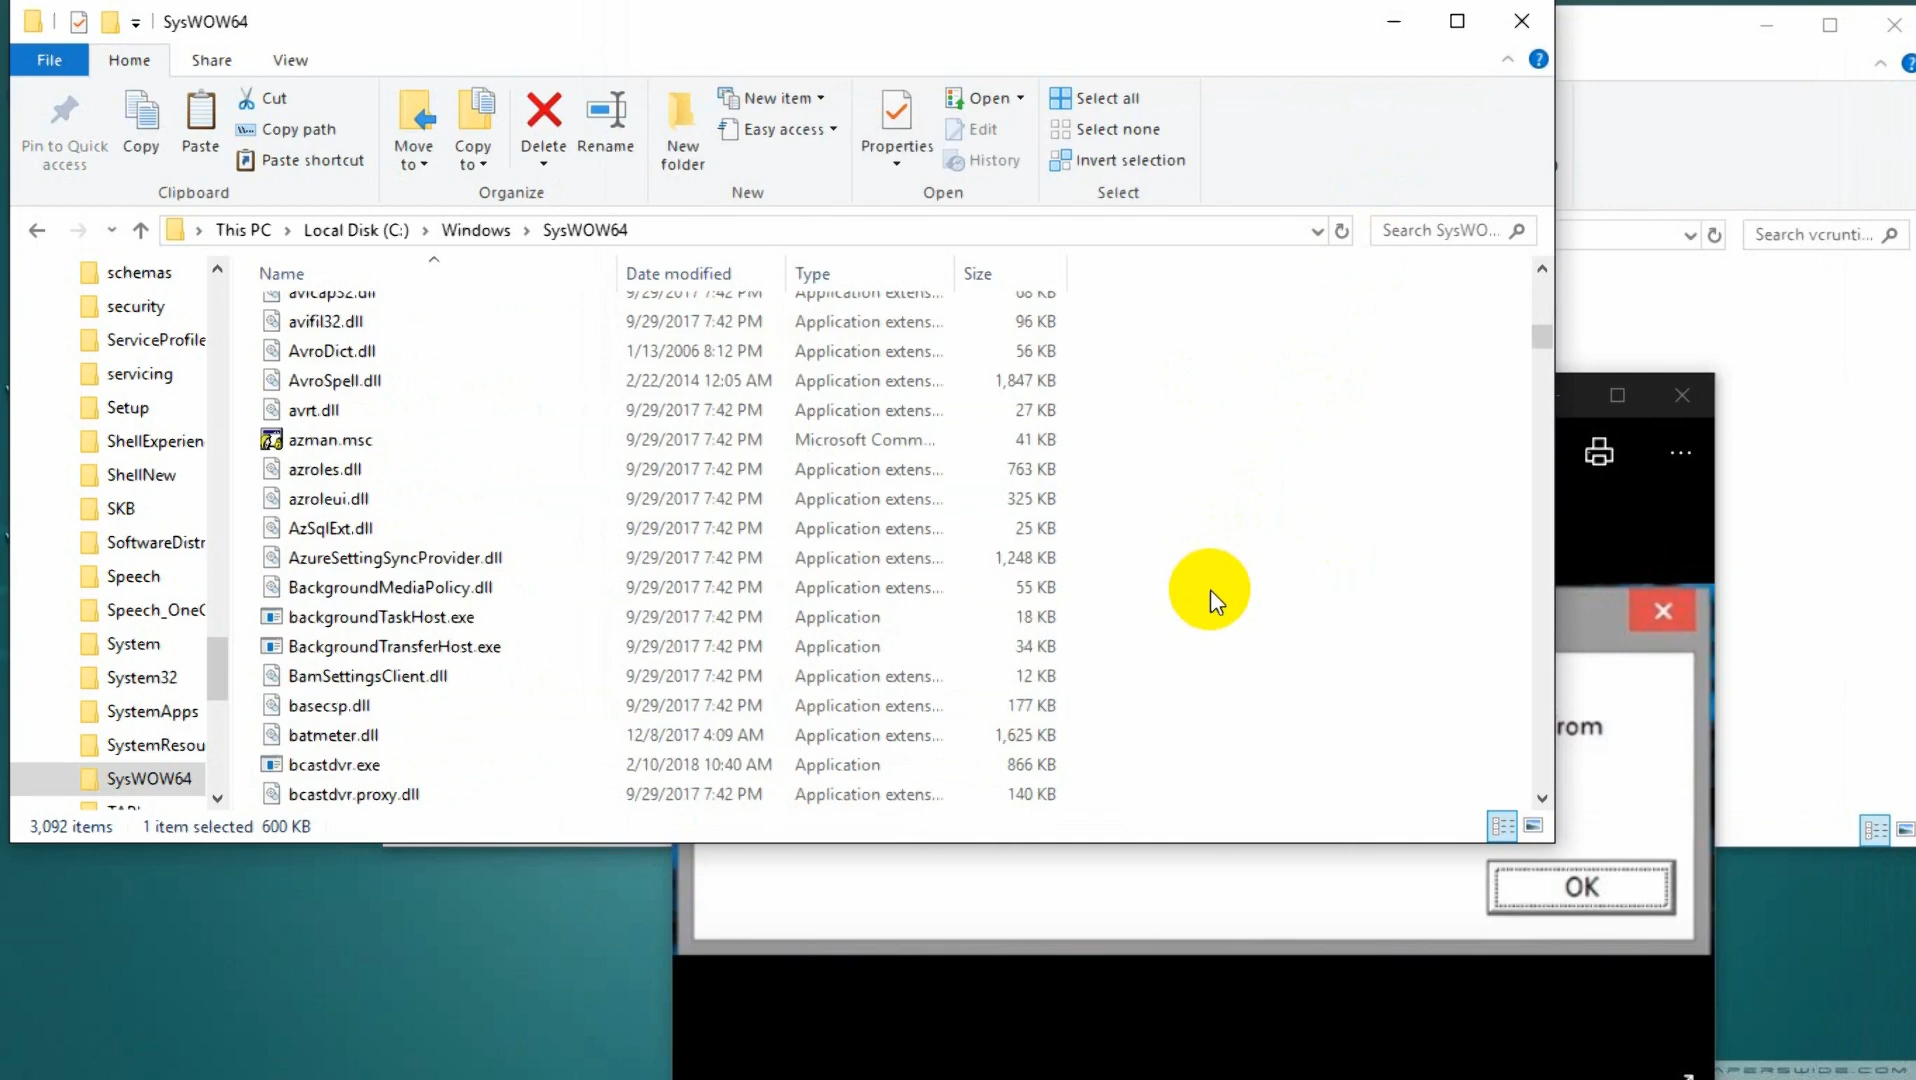 SysWOW64
File Home Share View
Pin to Quick access
Copy
Paste
Cut
Copy path
Paste shortcut
Clipboard
Move to
Copy to
Delete
Rename
Organize
New folder
New item
Easy access
New
Properties
Open
Edit
History
Open
Select all
Select none
Invert selection
Select
This PC > Local Disk (C:) > Windows > SysWOW64
Search SysWO...
Search vcrunti...
schemas
security
ServiceProfile
servicing
Setup
ShellExperien
ShellNew
SKB
SoftwareDistr
Speech
Speech_OneC
System
System32
SystemApps
SystemResou
SysWOW64
Name Date modified Type Size
avicap32.dll 9/29/2017 7:42 PM Application extens... 68 KB
avifil32.dll 9/29/2017 7:42 PM Application extens... 96 KB
AvroDict.dll 1/13/2006 8:12 PM Application extens... 56 KB
AvroSpell.dll 2/22/2014 12:05 AM Application extens... 1,847 KB
avrt.dll 9/29/2017 7:42 PM Application extens... 27 KB
azman.msc 9/29/2017 7:42 PM Microsoft Comm... 41 KB
azroles.dll 9/29/2017 7:42 PM Application extens... 763 KB
azroleui.dll 9/29/2017 7:42 PM Application extens... 325 KB
AzSqlExt.dll 9/29/2017 7:42 PM Application extens... 25 KB
AzureSettingSyncProvider.dll 9/29/2017 7:42 PM Application extens... 1,248 KB
BackgroundMediaPolicy.dll 9/29/2017 7:42 PM Application extens... 55 KB
backgroundTaskHost.exe 9/29/2017 7:42 PM Application 18 KB
BackgroundTransferHost.exe 9/29/2017 7:42 PM Application 34 KB
BamSettingsClient.dll 9/29/2017 7:42 PM Application extens... 12 KB
basecsp.dll 9/29/2017 7:42 PM Application extens... 177 KB
batmeter.dll 12/8/2017 4:09 AM Application extens... 1,625 KB
bcastdvr.exe 2/10/2018 10:40 AM Application 866 KB
bcastdvr.proxy.dll 9/29/2017 7:42 PM Application extens... 140 KB
3,092 items 1 item selected 600 KB
rom
OK